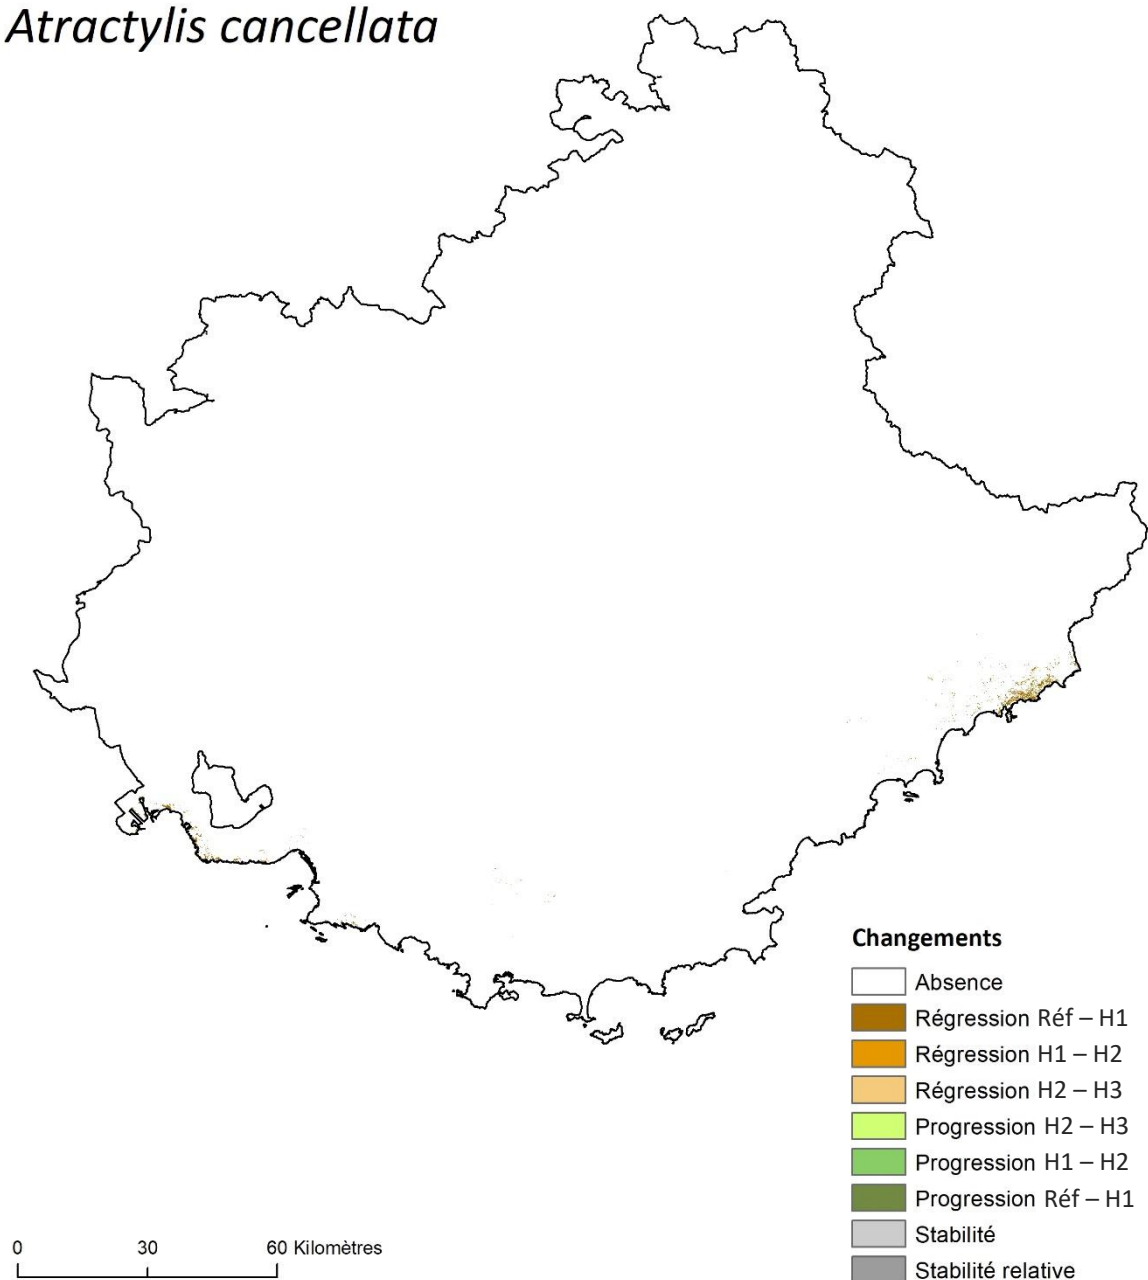 Atractylis cancellata
Changements
Absence
Régression Réf – H1
Régression H1 – H2
Régression H2 – H3
Progression H2 – H3
Progression H1 – H2
Progression Réf – H1
Stabilité
Stabilité relative
0 30 60 Kilomètres